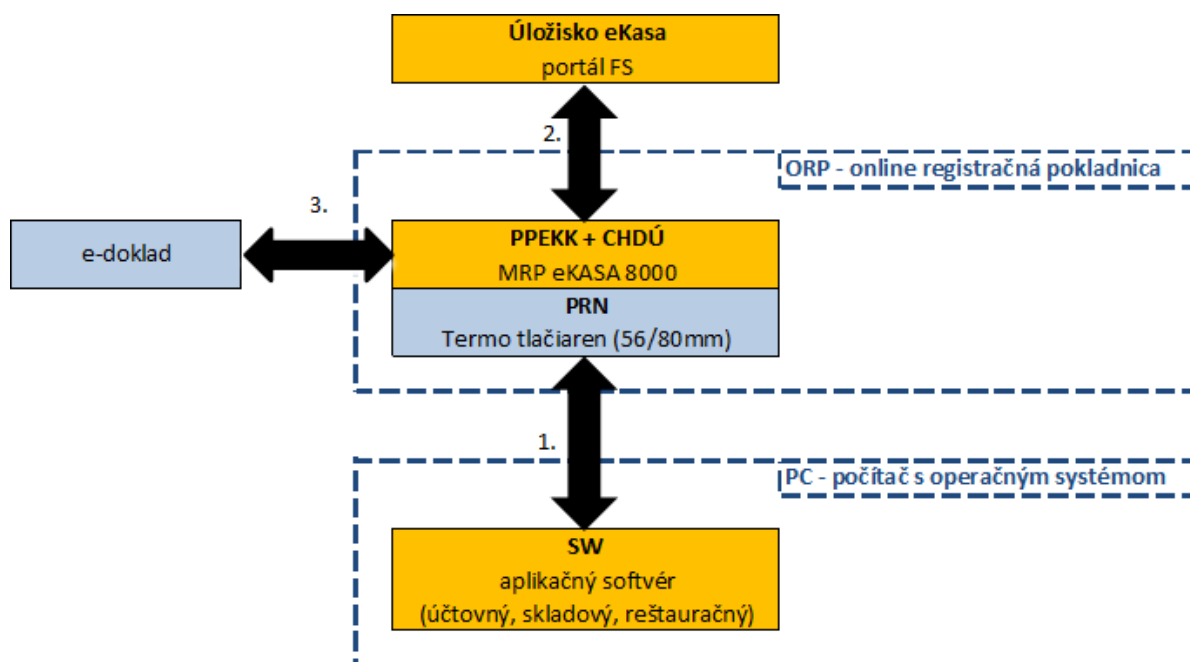 Úložisko eKasa
portál FS
2.
ORP - online registračná pokladnica
3.
e-doklad
PPEKK + CHDÚ
MRP eKASA 8000
PRN
Termo tlačiaren (56/80mm)
1.
PC - počítač s operačným systémom
SW
aplikačný softvér
(účtovný, skladový, reštauračný)